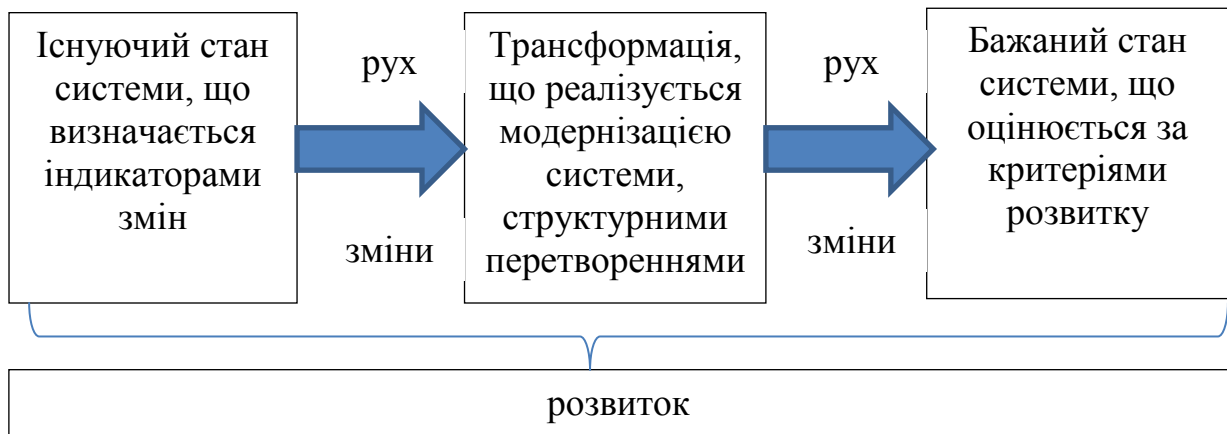 Існуючий стан
системи, що
визначається
індикаторами
змін
рух
зміни
Трансформація,
що реалізується
модернізацією
системи,
структурними
перетвореннями
рух
зміни
Бажаний стан
системи, що
оцінюється за
критеріями
розвитку
розвиток